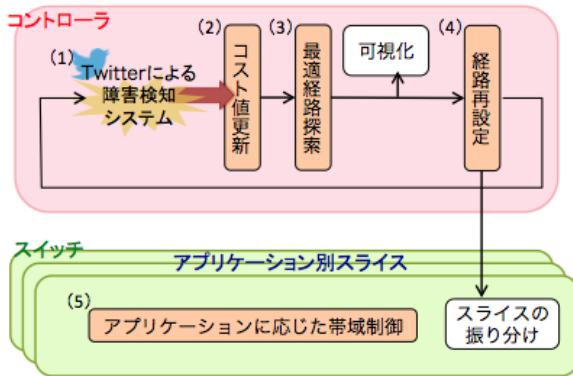 コントローラ
(1)
Twitterによる
障害検知
システム
(2)
コスト値更新
(3)
最適経路探索
可視化
(4)
経路再設定
スイッチ
アプリケーション別スライス
(5)
アプリケーションに応じた帯域制御
スライスの
振り分け